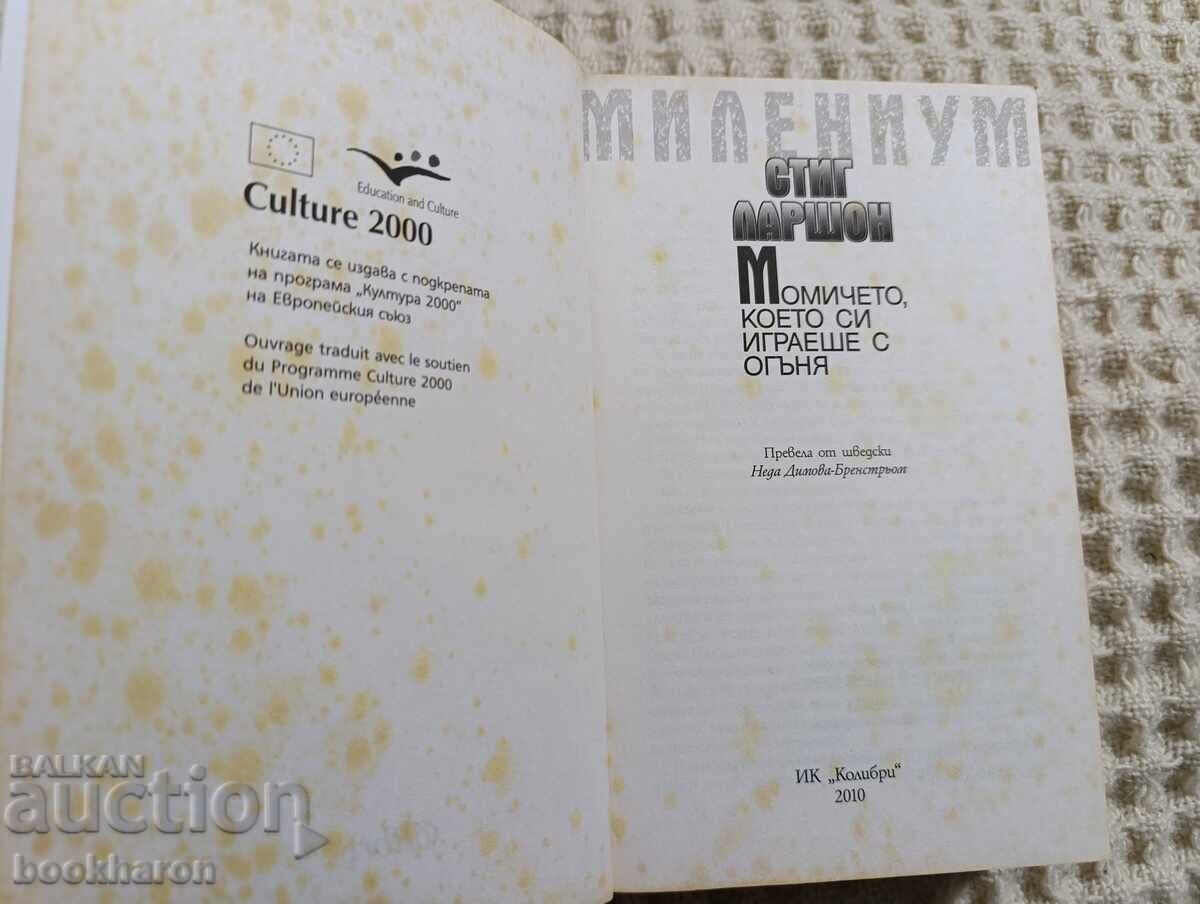 Education and Culture
Culture 2000
Книгата се издава с подкрепата
на програма „Култура 2000“
на Европейския съюз
Ouvrage traduit avec le soutien
du Programme Culture 2000
de l'Union européenne
МИЛЕНИУМ
СТИГ
ЛАРШОН
МОМИЧЕТО,
КОЕТО СИ
ИГРАЕШЕ С
ОГЪНЯ
Превела от шведски
Неда Димова-Бренстрьом
ИК „Колибри“
2010
BALKAN
auction
bookharon